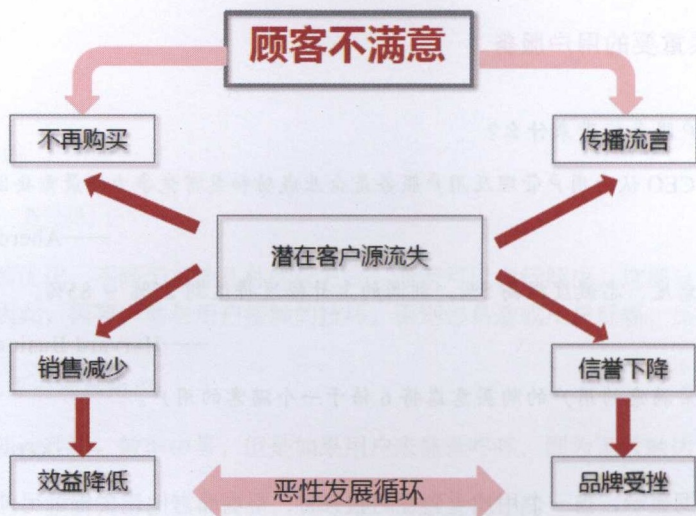 顾客不满意
不再购买
传播流言
潜在客户源流失
销售减少
信誉下降
效益降低
恶性发展循环
品牌受挫